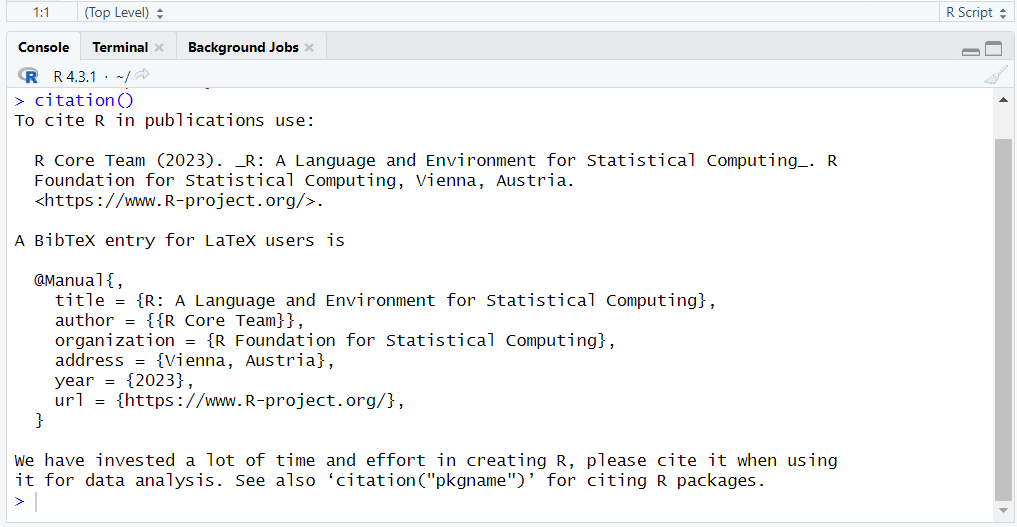 1:1 (Top Level) R Script
Console Terminal Background Jobs
R R 4.3.1 · ~/
> citation()
To cite R in publications use:
R Core Team (2023). _R: A Language and Environment for Statistical Computing_. R
Foundation for Statistical Computing, Vienna, Austria.
<https://www.R-project.org/>.
A BibTeX entry for LaTeX users is
@Manual{,
title = {R: A Language and Environment for Statistical Computing},
author = {{R Core Team}},
organization = {R Foundation for Statistical Computing},
address = {Vienna, Austria},
year = {2023},
url = {https://www.R-project.org/},
}
We have invested a lot of time and effort in creating R, please cite it when using
it for data analysis. See also ‘citation("pkgname")’ for citing R packages.
>